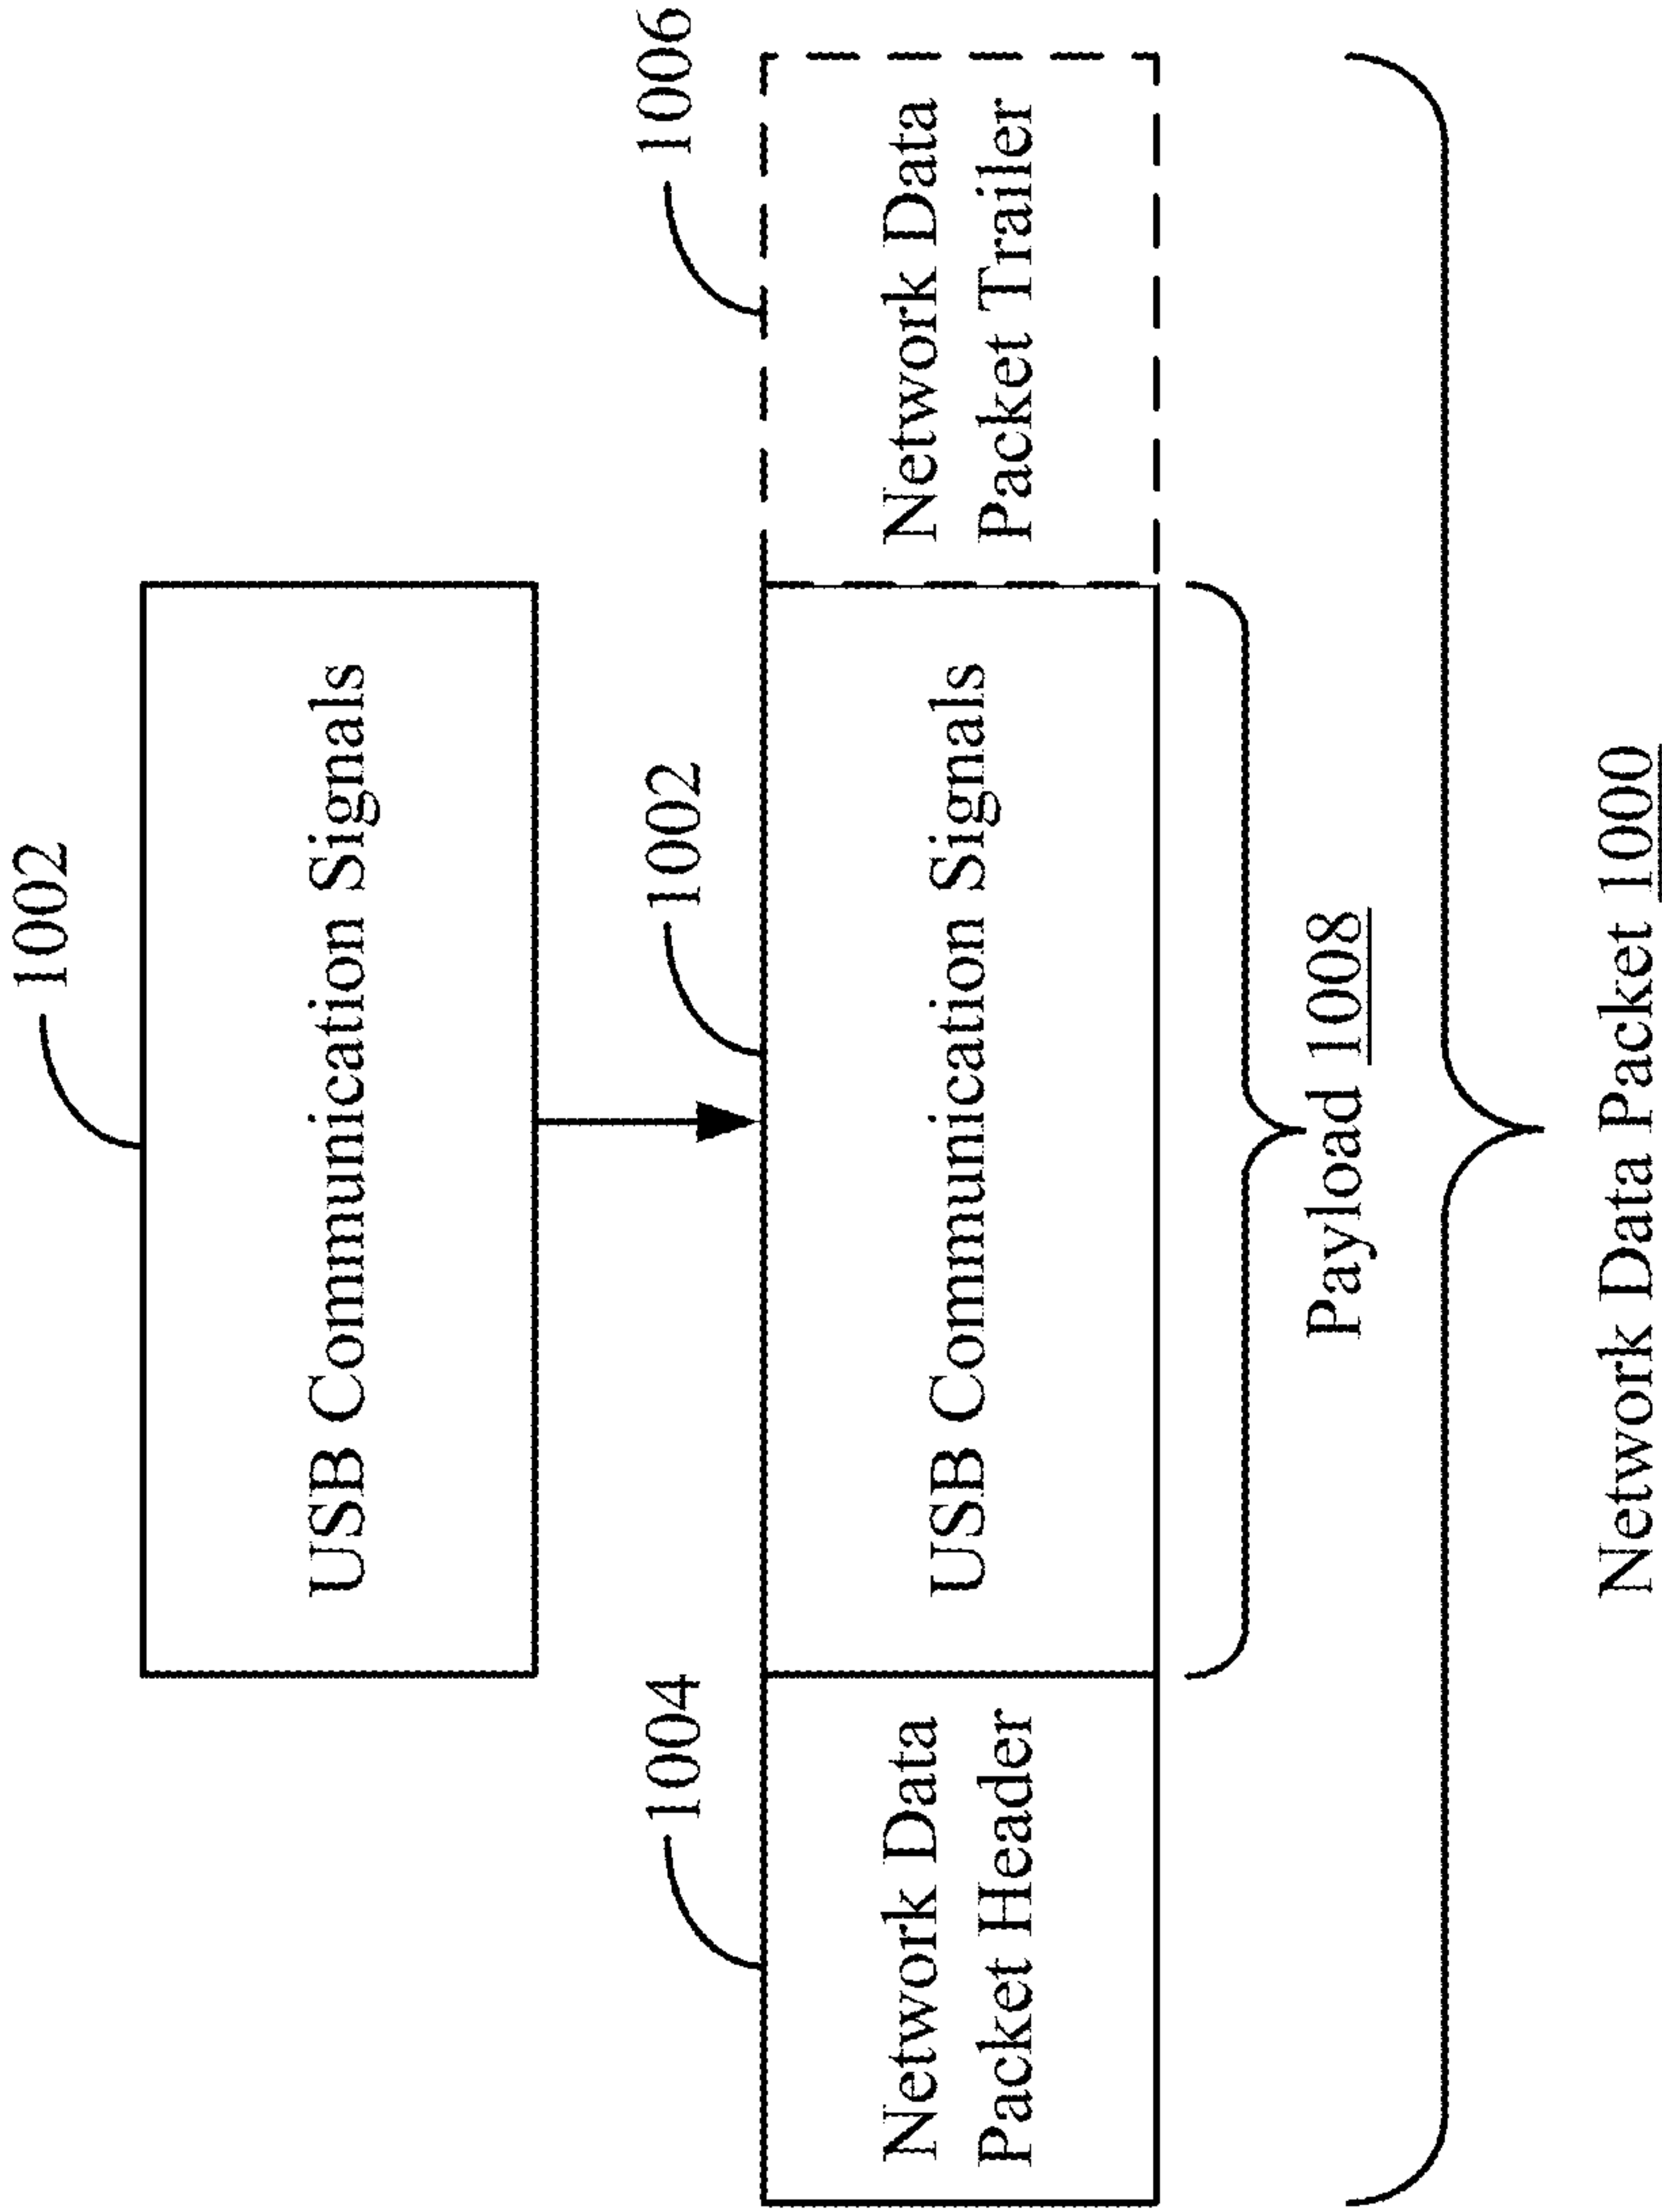 1002
USB Communication Signals
1004
1002
1006
Network Data
Packet Header
USB Communication Signals
Network Data
Packet Trailer
Payload 1008
Network Data Packet 1000